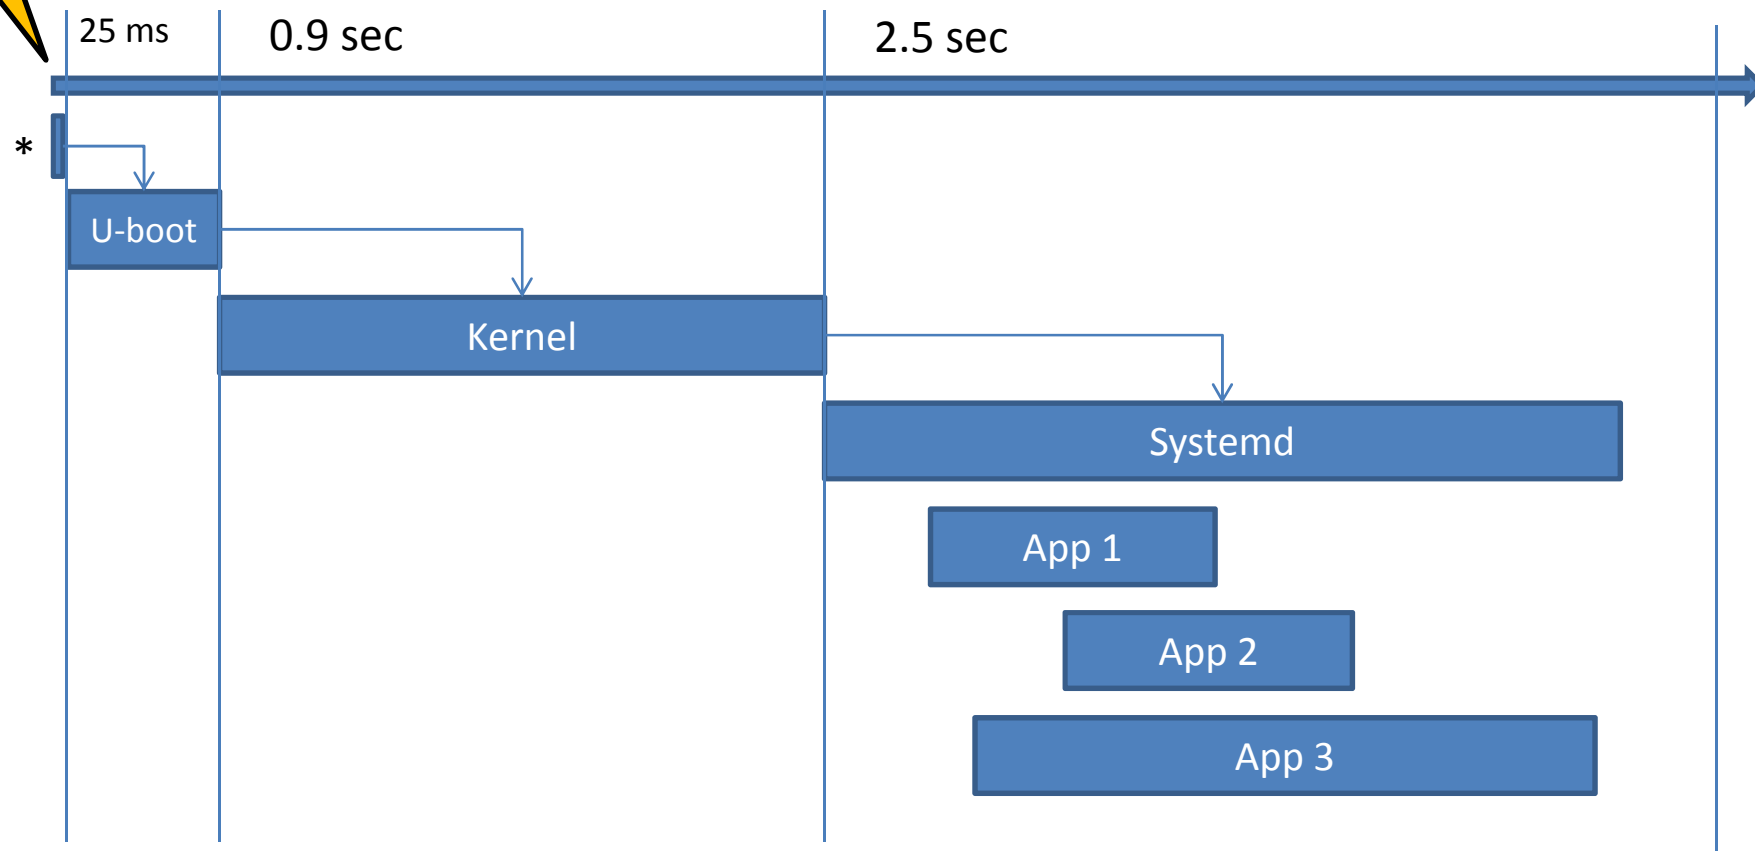 25 ms
0.9 sec
2.5 sec
*
U-boot
Kernel
Systemd
App 1
App 2
App 3